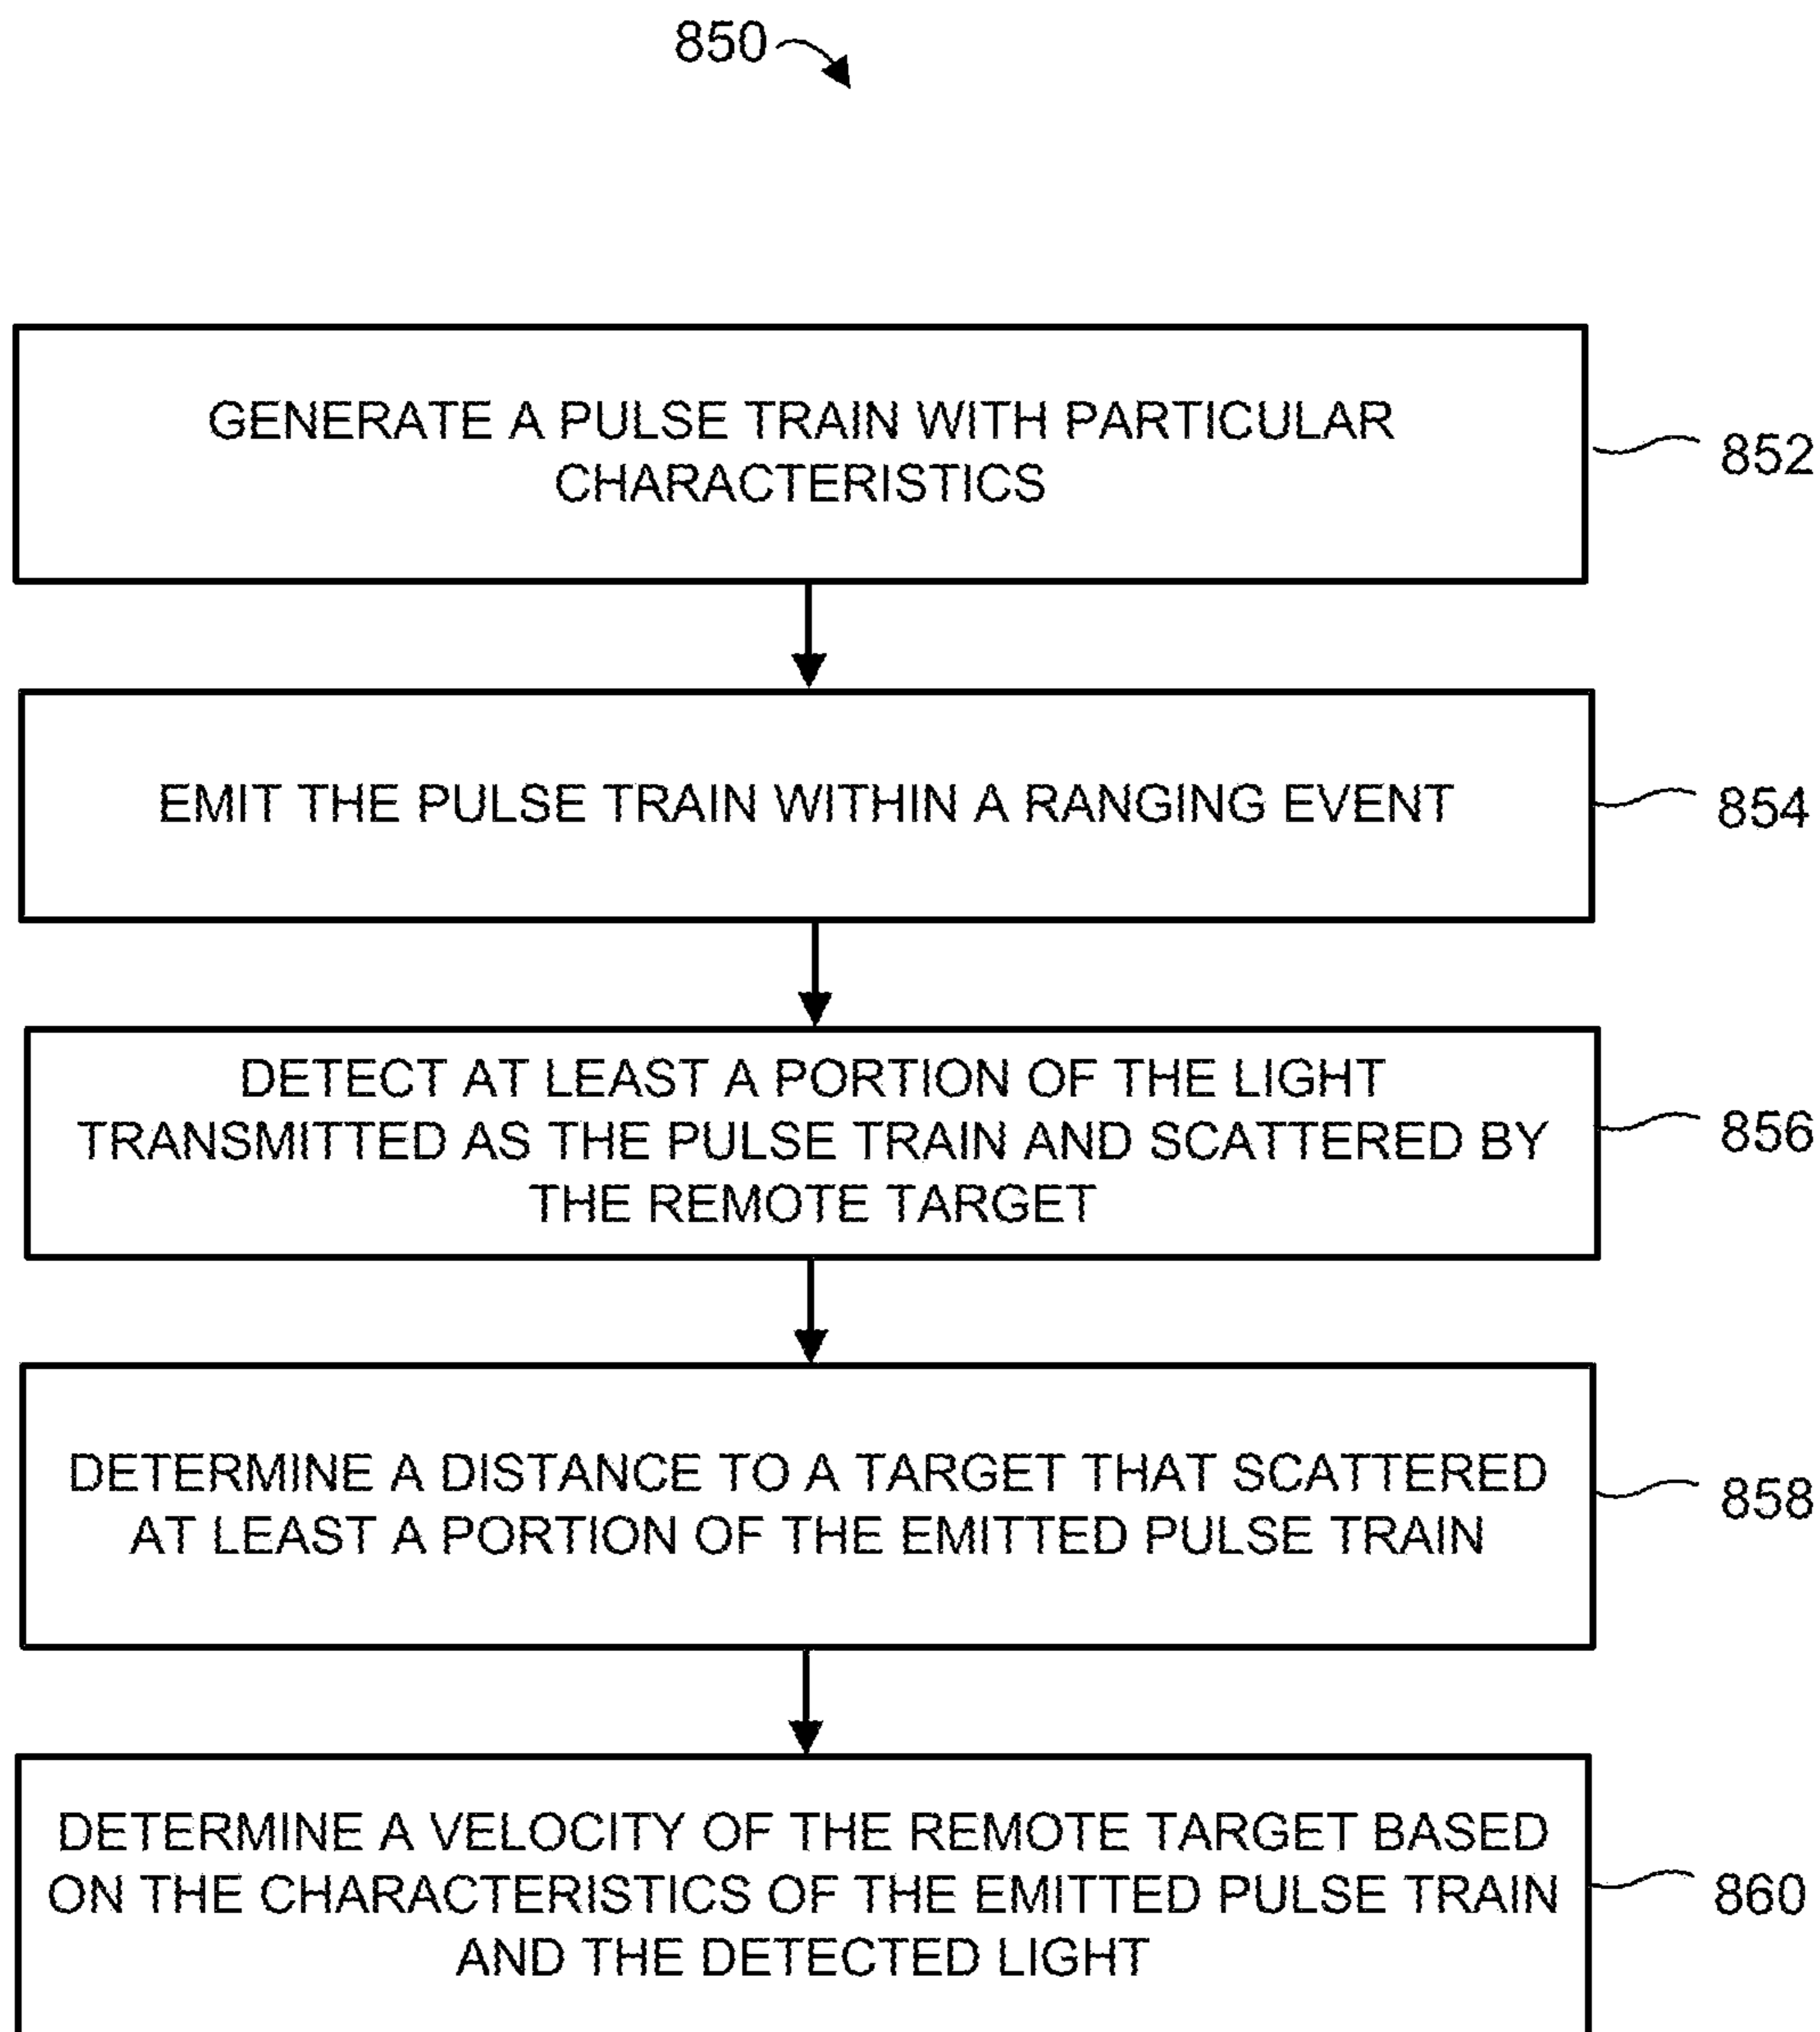 850
GENERATE A PULSE TRAIN WITH PARTICULAR
CHARACTERISTICS
852
EMIT THE PULSE TRAIN WITHIN A RANGING EVENT
854
DETECT AT LEAST A PORTION OF THE LIGHT
TRANSMITTED AS THE PULSE TRAIN AND SCATTERED BY
THE REMOTE TARGET
856
DETERMINE A DISTANCE TO A TARGET THAT SCATTERED
AT LEAST A PORTION OF THE EMITTED PULSE TRAIN
858
DETERMINE A VELOCITY OF THE REMOTE TARGET BASED
ON THE CHARACTERISTICS OF THE EMITTED PULSE TRAIN
AND THE DETECTED LIGHT
860